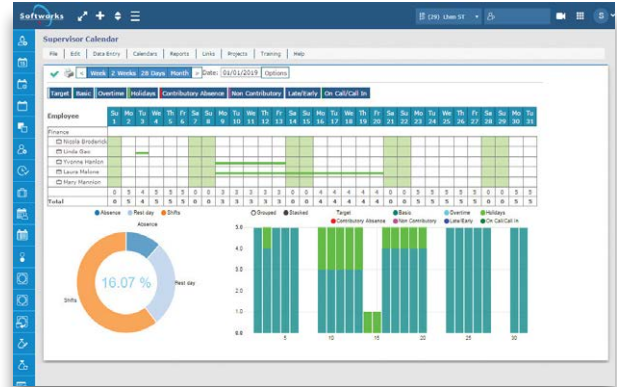 Softworks
(29) Liam ST
S
Supervisor Calendar
File Edit Data Entry Calendars Reports Links Projects Training Help
« Week 2 Weeks 28 Days Month » Date: 01/01/2019 Options
Target Basic Overtime Holidays Contributory Absence Non Contributory Late/Early On Call/Call In
Employee Su Mo Tu We Th Fr Se Su Mo Tu We Th Fr Se Su Mo Tu We Th Fr Se Su Mo Tu We Th Fr Se Su Mo Tu
1 2 3 4 5 6 7 8 9 10 11 12 13 14 15 16 17 18 19 20 21 22 23 24 25 26 27 28 29 30 31
Finance
Nicola Broderick
Linda Gao
Yvonne Hanlon
Laura Malone
Mary Mannion
Total
Absence Rest day Shifts
Grouped Stacked Target Basic Overtime Holidays
Contributory Absence Non Contributory Late/Early On Call/Call In
Absence
16.07 %
Rest day
Shifts
5.0
4.0
3.0
2.0
1.0
0.0
5 10 15 20 25 30